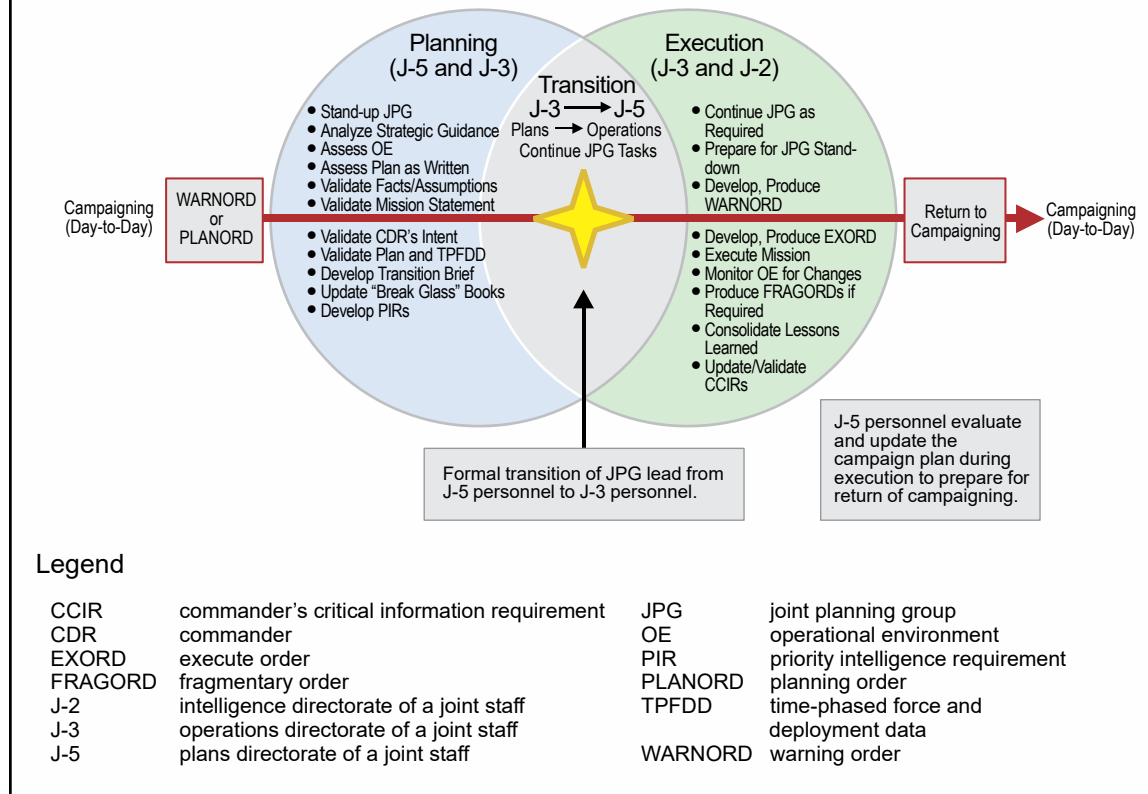 Planning
(J-5 and J-3)
• Stand-up JPG
• Analyze Strategic Guidance
• Assess OE
• Assess Plan as Written
• Validate Facts/Assumptions
• Validate Mission Statement
• Validate CDR’s Intent
• Validate Plan and TPFDD
• Develop Transition Brief
• Update “Break Glass” Books
• Develop PIRs
Transition
J-3 → J-5
Plans → Operations
Continue JPG Tasks
Execution
(J-3 and J-2)
• Continue JPG as
Required
• Prepare for JPG Stand-
down
• Develop, Produce
WARNORD
• Develop, Produce EXORD
• Execute Mission
• Monitor OE for Changes
• Produce FRAGORDs if
Required
• Consolidate Lessons
Learned
• Update/Validate
CCIRs
Campaigning
(Day-to-Day)
WARNORD
or
PLANORD
Return to
Campaigning
Campaigning
(Day-to-Day)
Formal transition of JPG lead from
J-5 personnel to J-3 personnel.
J-5 personnel evaluate
and update the
campaign plan during
execution to prepare for
return of campaigning.
Legend
CCIR commander’s critical information requirement
CDR commander
EXORD execute order
FRAGORD fragmentary order
J-2 intelligence directorate of a joint staff
J-3 operations directorate of a joint staff
J-5 plans directorate of a joint staff
JPG joint planning group
OE operational environment
PIR priority intelligence requirement
PLANORD planning order
TPFDD time-phased force and
deployment data
WARNORD warning order